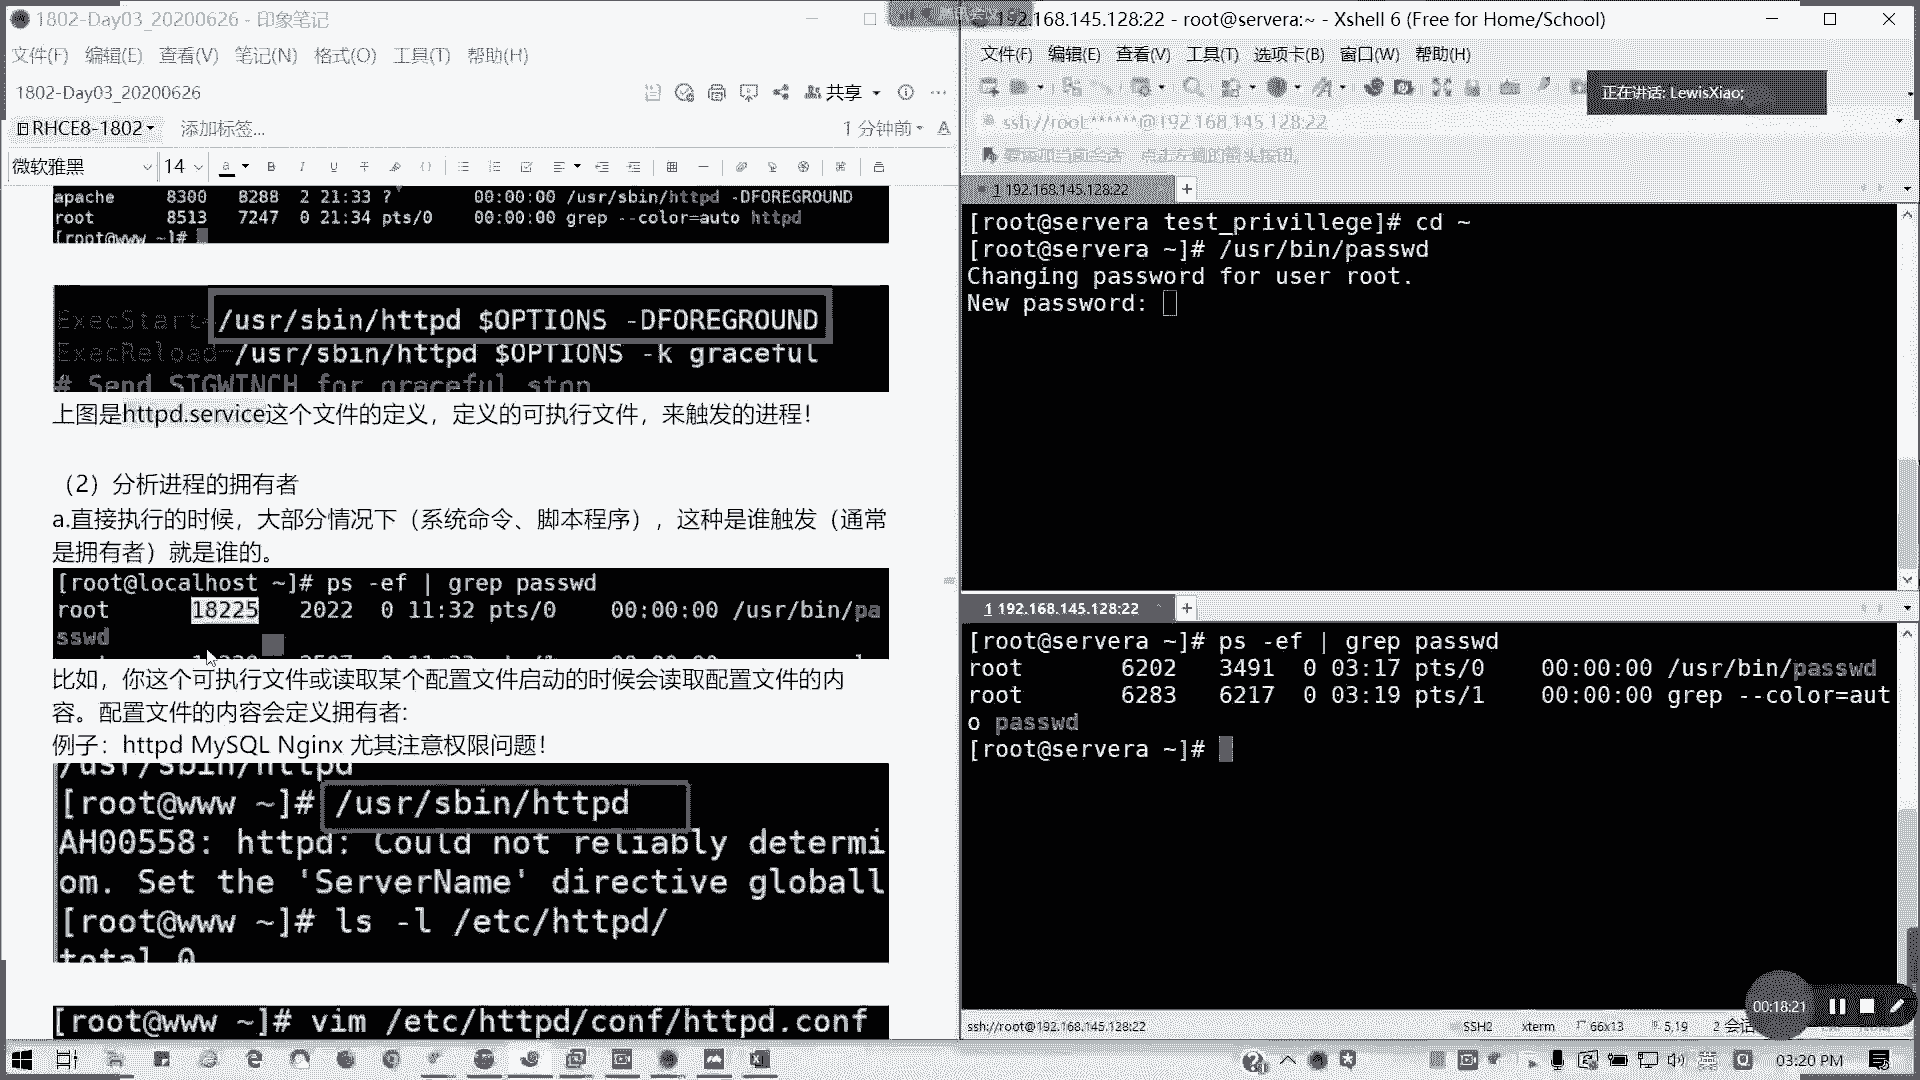 1802-Day03_20200626 - 印象笔记
文件(F) 编辑(E) 查看(V) 笔记(N) 格式(O) 工具(T) 帮助(H)
1802-Day03_20200626
共享
RHCE8-1802
添加标签...
1 分钟前
微软雅黑
14
apache 8300 8288 2 21:33 ? 00:00:00 /usr/sbin/httpd -DFOREGROUND
root 8513 7247 0 21:34 pts/0 00:00:00 grep --color=auto httpd
[root@www ~]#
ExecStart=/usr/sbin/httpd $OPTIONS -DFOREGROUND
ExecReload=/usr/sbin/httpd $OPTIONS -k graceful
# Send SIGWINCH for graceful stop
上图是httpd.service这个文件的定义，定义的可执行文件，来触发的进程！
（2）分析进程的拥有者
a.直接执行的时候，大部分情况下（系统命令、脚本程序），这种是谁触发（通常
是拥有者）就是谁的。
[root@localhost ~]# ps -ef | grep passwd
root 18225 2022 0 11:32 pts/0 00:00:00 /usr/bin/pa
sswd
比如，你这个可执行文件或读取某个配置文件启动的时候会读取配置文件的内
容。配置文件的内容会定义拥有者:
例子：httpd MySQL Nginx 尤其注意权限问题！
/usr/sbin/httpd
[root@www ~]# /usr/sbin/httpd
AH00558: httpd: Could not reliably determi
om. Set the 'ServerName' directive globall
[root@www ~]# ls -l /etc/httpd/
total 0
[root@www ~]# vim /etc/httpd/conf/httpd.conf
192.168.145.128:22 - root@servera:~ - Xshell 6 (Free for Home/School)
文件(F) 编辑(E) 查看(V) 工具(T) 选项卡(B) 窗口(W) 帮助(H)
正在讲话: LewisXiao;
ssh://root:******@192.168.145.128:22
要添加当前会话，点击左侧的箭头按钮。
1 192.168.145.128:22
[root@servera test_privillege]# cd ~
[root@servera ~]# /usr/bin/passwd
Changing password for user root.
New password:
1 192.168.145.128:22
[root@servera ~]# ps -ef | grep passwd
root 6202 3491 0 03:17 pts/0 00:00:00 /usr/bin/passwd
root 6283 6217 0 03:19 pts/1 00:00:00 grep --color=aut
o passwd
[root@servera ~]#
00:18:21
ssh://root@192.168.145.128:22
SSH2 xterm 66x13 5,19 2 会话
03:20 PM